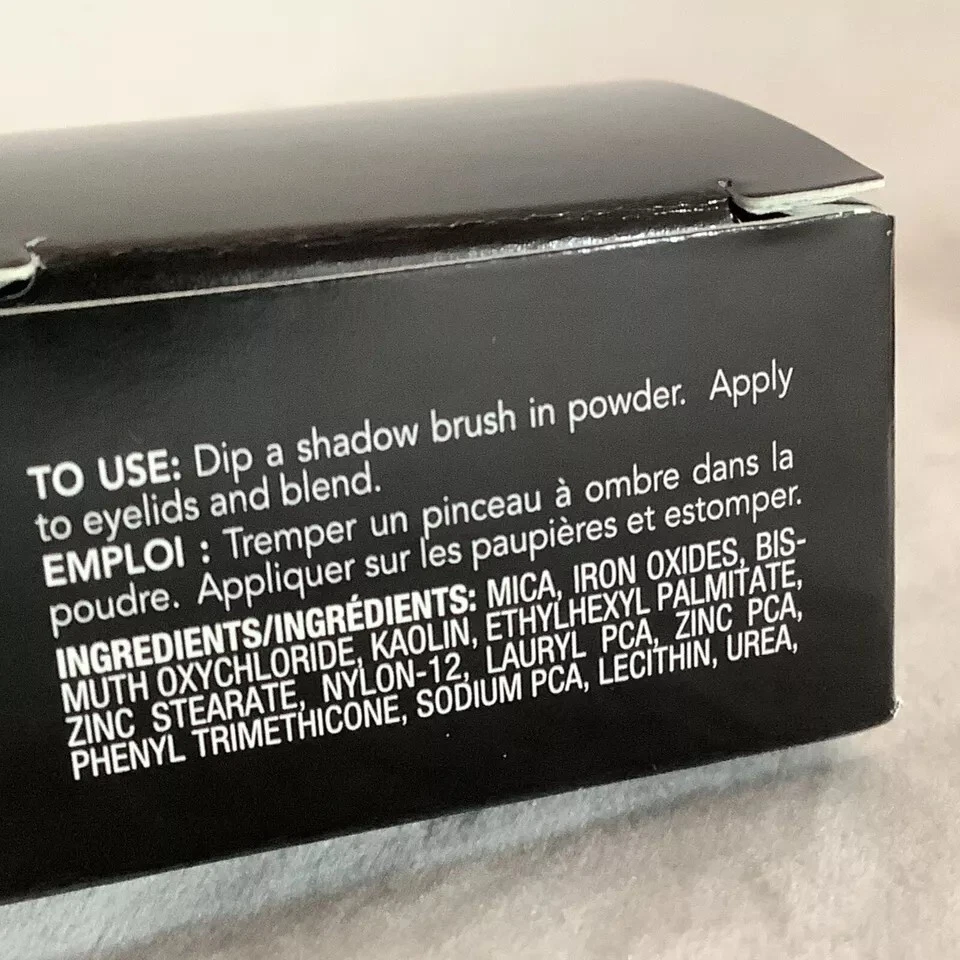 TO USE: Dip a shadow brush in powder. Apply
to eyelids and blend.
EMPLOI : Tremper un pinceau à ombre dans la
poudre. Appliquer sur les paupières et estomper.
INGREDIENTS/INGRÉDIENTS: MICA, IRON OXIDES, BIS-
MUTH OXYCHLORIDE, KAOLIN, ETHYLHEXYL PALMITATE,
ZINC STEARATE, NYLON-12, LAURYL PCA, ZINC PCA,
PHENYL TRIMETHICONE, SODIUM PCA, LECITHIN, UREA,